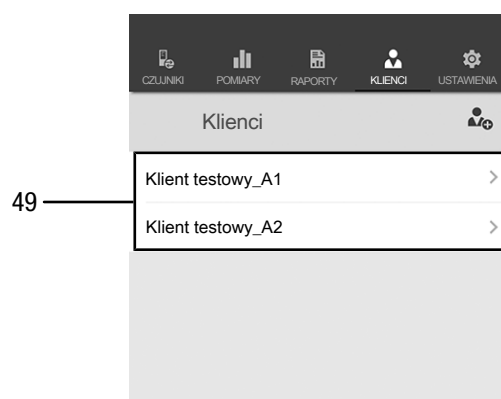 CZUJNIKI POMIARY RAPORTY KLIENCI USTAWIENIA
Klienci
Klient testowy_A1
49
Klient testowy_A2